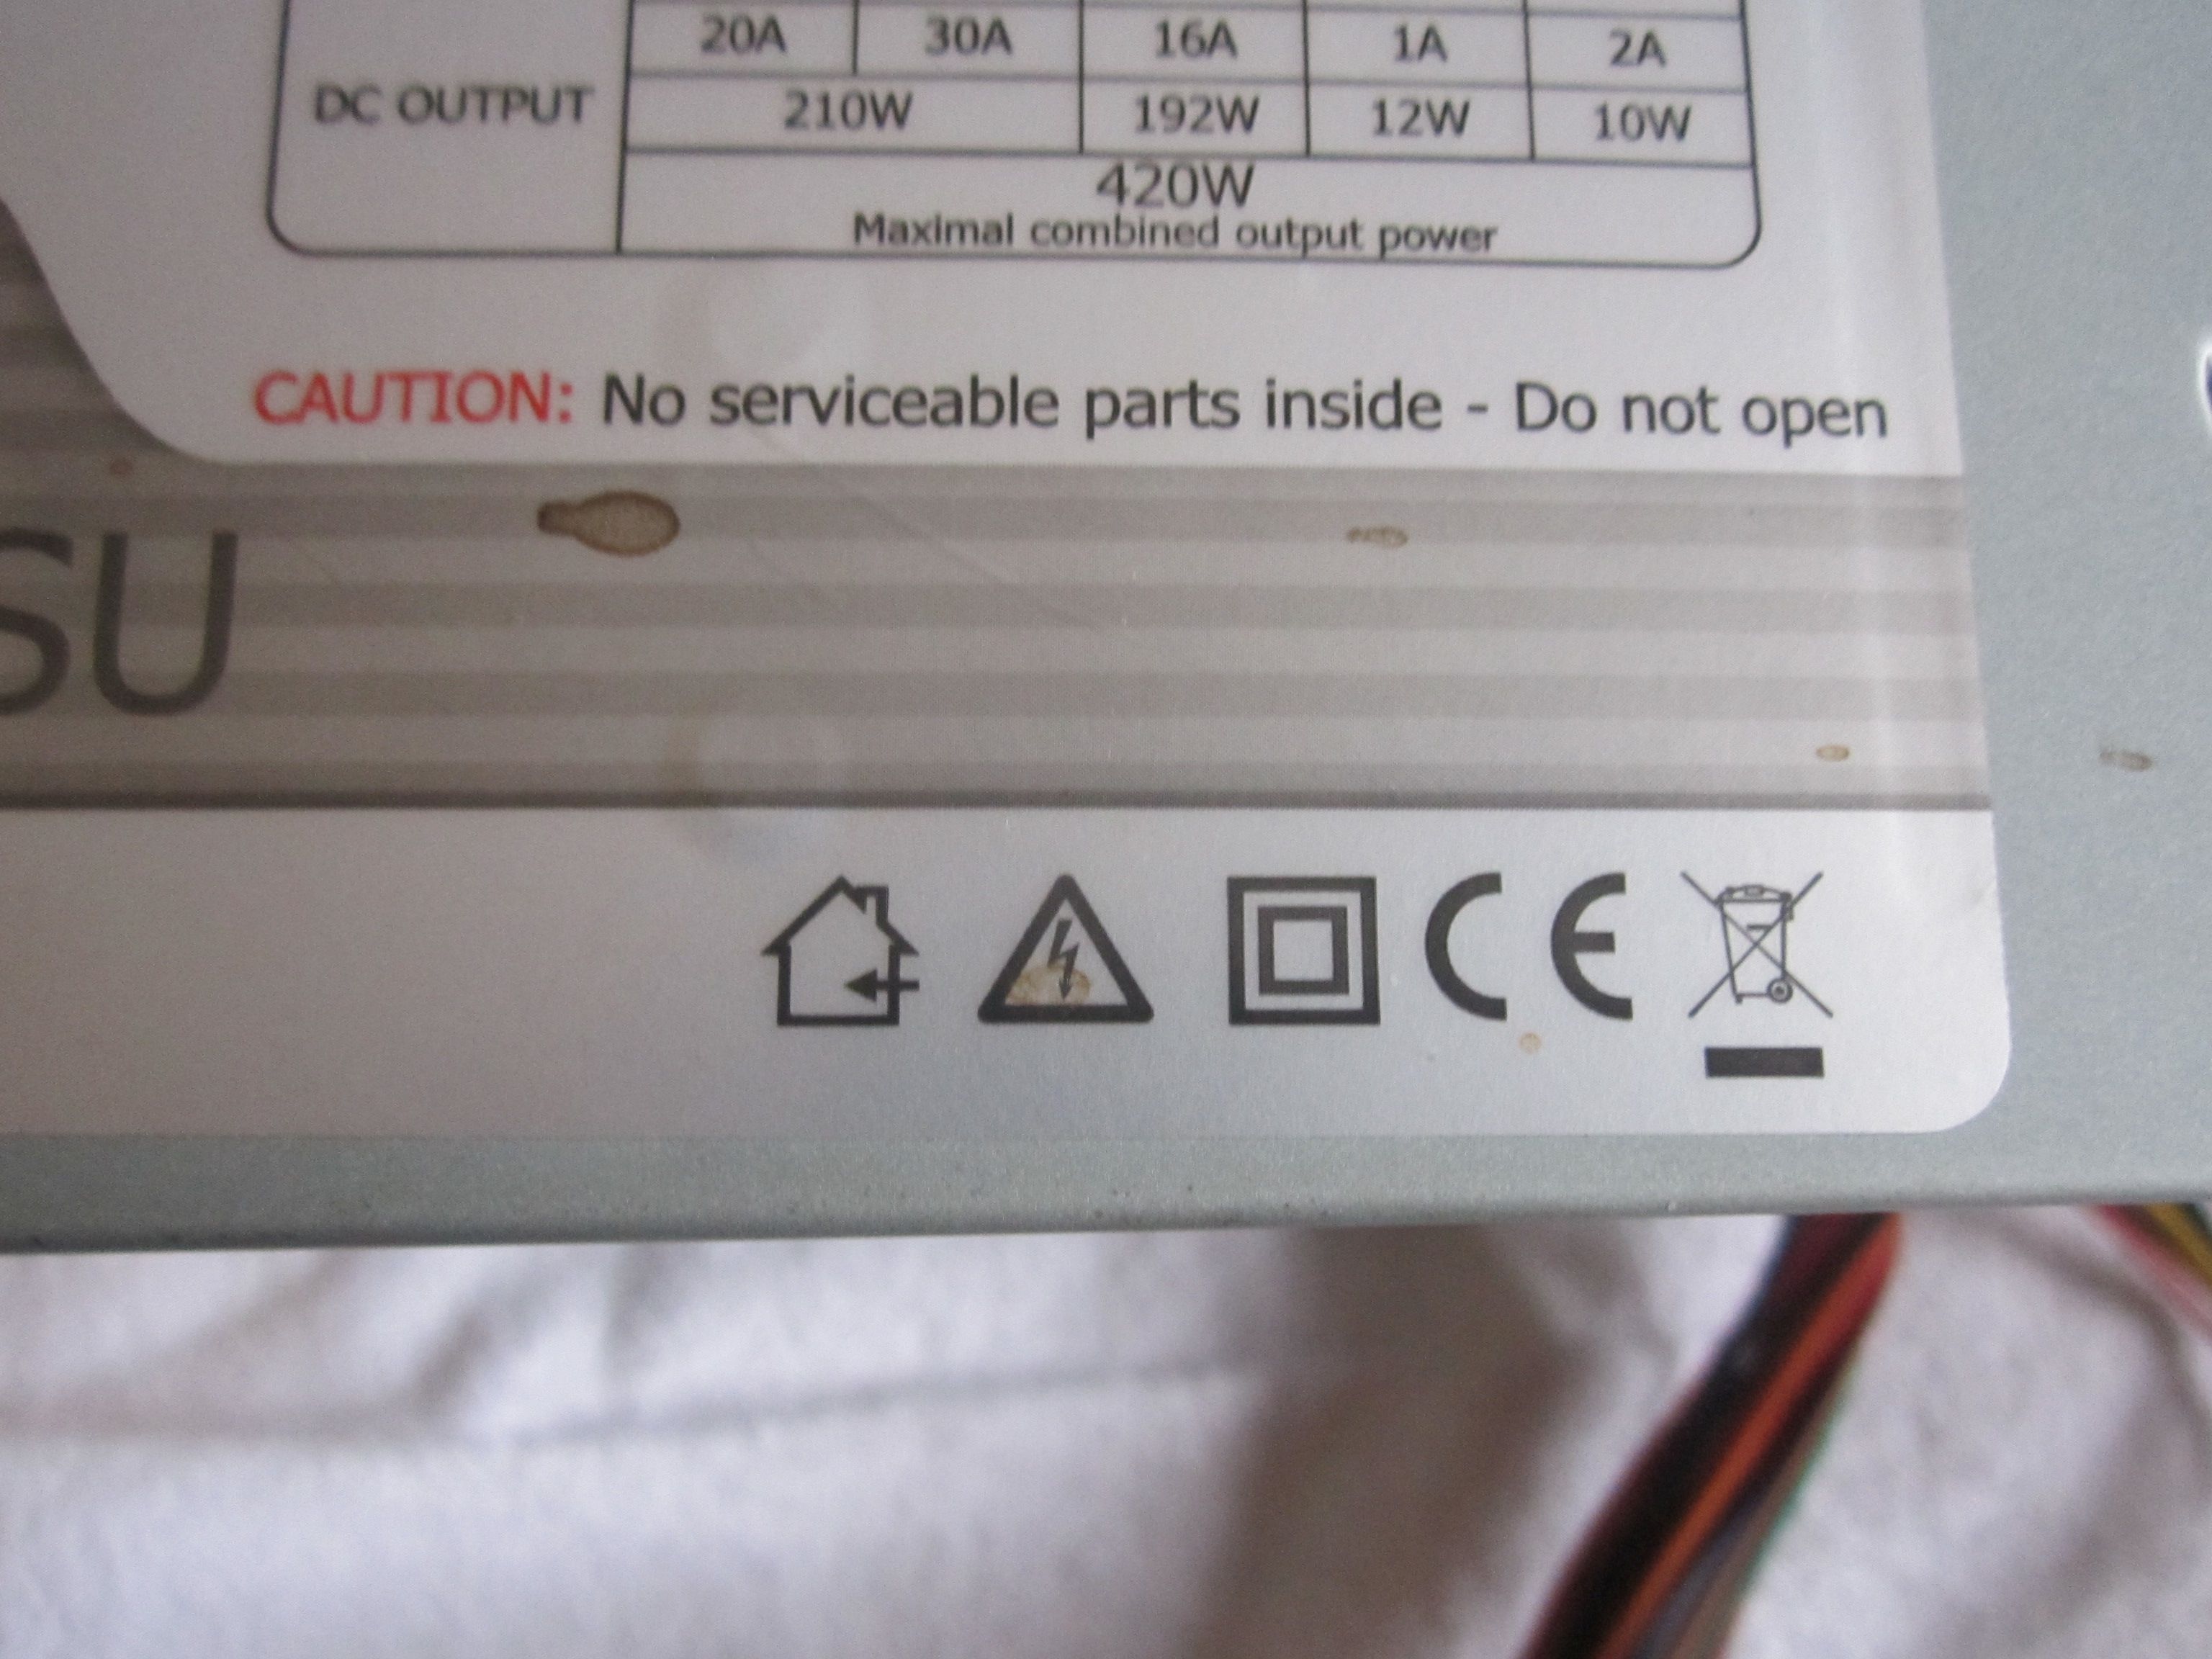 20A 30A 16A 1A 2A
DC OUTPUT 210W 192W 12W 10W
420W
Maximal combined output power
CAUTION: No serviceable parts inside - Do not open
SU
CE